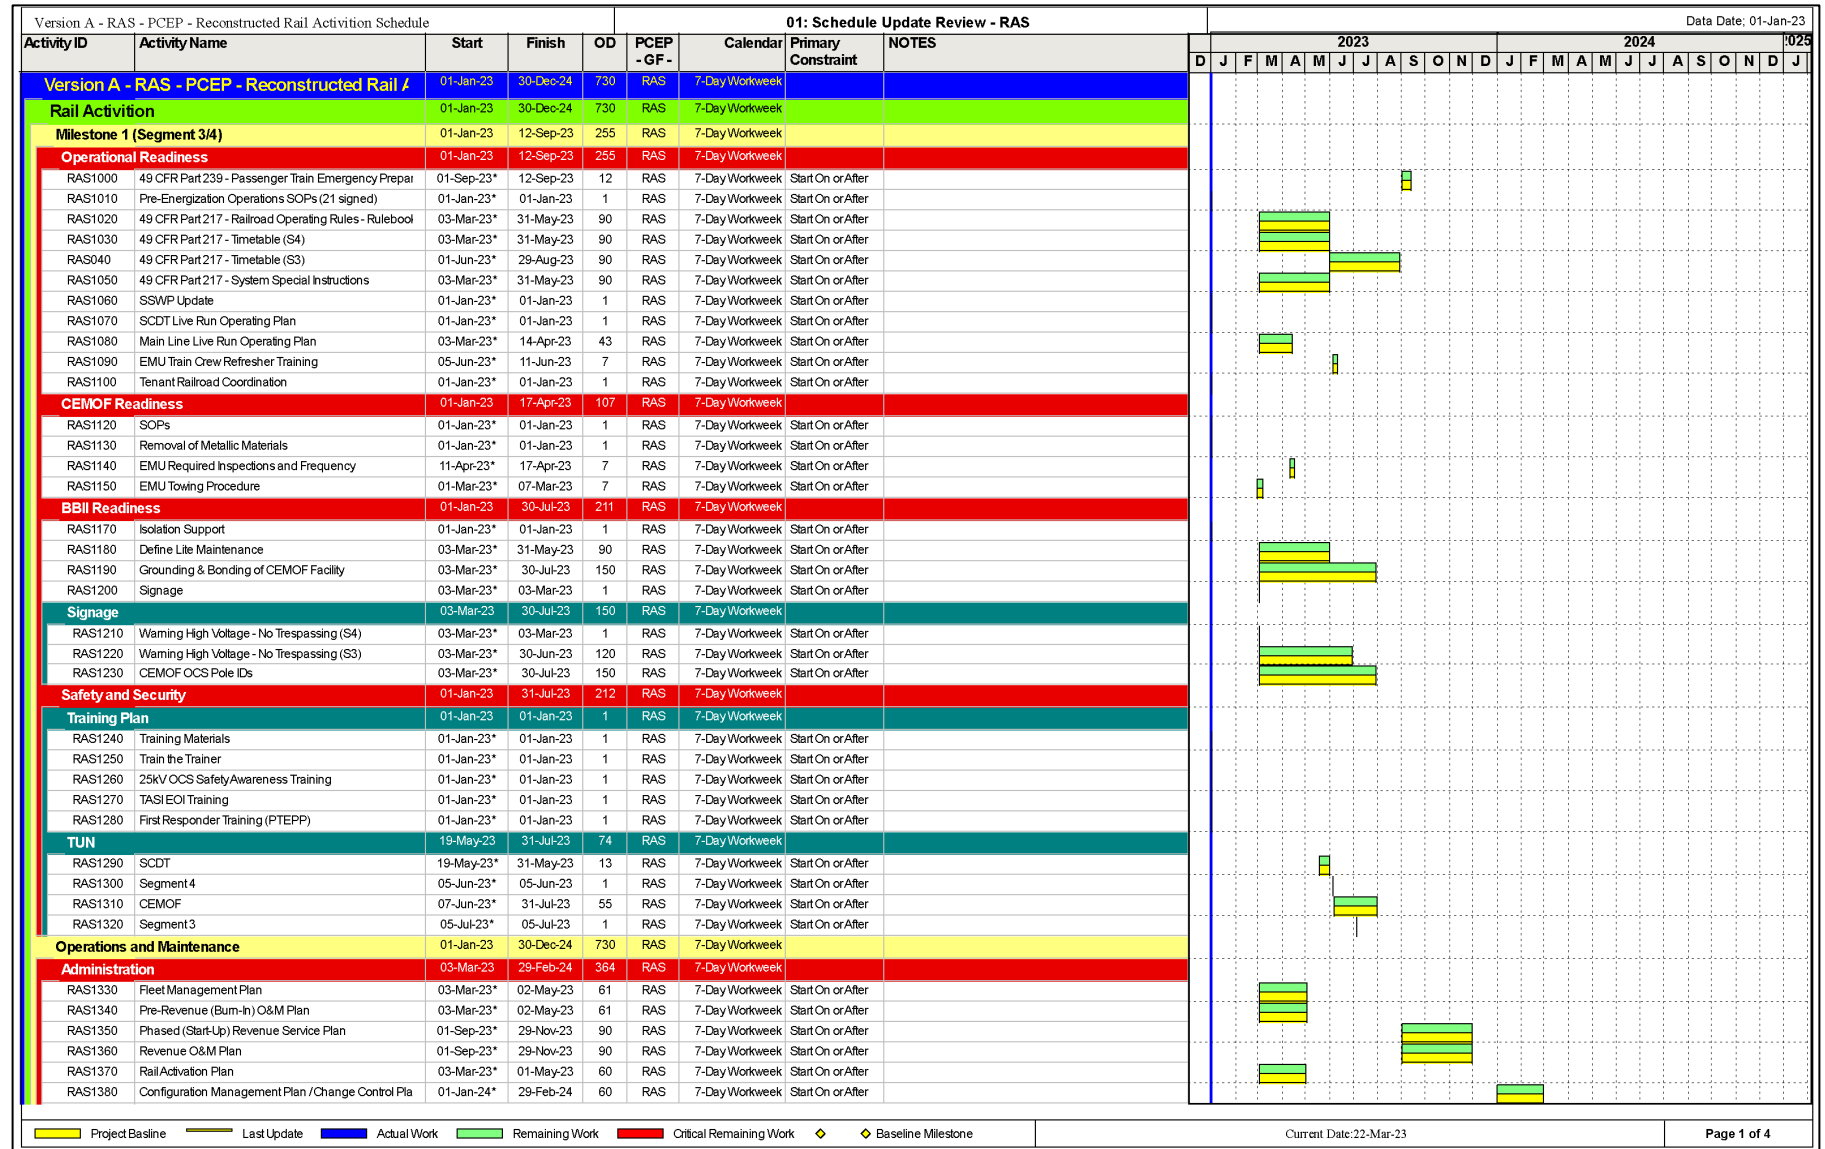 Version A - RAS - PCEP - Reconstructed Rail Activition Schedule 01: Schedule Update Review - RAS Data Date; 01-Jan-23
Activity ID Activity Name Start Finish OD PCEP - GF - Calendar Primary Constraint NOTES 2023 2024 2025
D J F M A M J J A S O N D J F M A M J J A S O N D J
Version A - RAS - PCEP - Reconstructed Rail 01-Jan-23 30-Dec-24 730 RAS 7-Day Workweek
Rail Activition 01-Jan-23 30-Dec-24 730 RAS 7-Day Workweek
Milestone 1 (Segment 3/4) 01-Jan-23 12-Sep-23 255 RAS 7-Day Workweek
Operational Readiness 01-Jan-23 12-Sep-23 255 RAS 7-Day Workweek
RAS1000 49 CFR Part 239 - Passenger Train Emergency Prepar 01-Sep-23* 12-Sep-23 12 RAS 7-Day Workweek Start On or After
RAS1010 Pre-Energization Operations SOPs (21 signed) 01-Jan-23* 01-Jan-23 1 RAS 7-Day Workweek Start On or After
RAS1020 49 CFR Part 217 - Railroad Operating Rules - Rulebook 03-Mar-23* 31-May-23 90 RAS 7-Day Workweek Start On or After
RAS1030 49 CFR Part 217 - Timetable (S4) 03-Mar-23* 31-May-23 90 RAS 7-Day Workweek Start On or After
RAS040 49 CFR Part 217 - Timetable (S3) 01-Jun-23* 29-Aug-23 90 RAS 7-Day Workweek Start On or After
RAS1050 49 CFR Part 217 - System Special Instructions 03-Mar-23* 31-May-23 90 RAS 7-Day Workweek Start On or After
RAS1060 SSWP Update 01-Jan-23* 01-Jan-23 1 RAS 7-Day Workweek Start On or After
RAS1070 SCDT Live Run Operating Plan 01-Jan-23* 01-Jan-23 1 RAS 7-Day Workweek Start On or After
RAS1080 Main Line Live Run Operating Plan 03-Mar-23* 14-Apr-23 43 RAS 7-Day Workweek Start On or After
RAS1090 EMU Train Crew Refresher Training 05-Jun-23* 11-Jun-23 7 RAS 7-Day Workweek Start On or After
RAS1100 Tenant Railroad Coordination 01-Jan-23* 01-Jan-23 1 RAS 7-Day Workweek Start On or After
CEMOF Readiness 01-Jan-23 17-Apr-23 107 RAS 7-Day Workweek
RAS1120 SOPs 01-Jan-23* 01-Jan-23 1 RAS 7-Day Workweek Start On or After
RAS1130 Removal of Metallic Materials 01-Jan-23* 01-Jan-23 1 RAS 7-Day Workweek Start On or After
RAS1140 EMU Required Inspections and Frequency 11-Apr-23* 17-Apr-23 7 RAS 7-Day Workweek Start On or After
RAS1150 EMU Towing Procedure 01-Mar-23* 07-Mar-23 7 RAS 7-Day Workweek Start On or After
BBII Readiness 01-Jan-23 30-Jul-23 211 RAS 7-Day Workweek
RAS1170 Isolation Support 01-Jan-23* 01-Jan-23 1 RAS 7-Day Workweek Start On or After
RAS1180 Define Lite Maintenance 03-Mar-23* 31-May-23 90 RAS 7-Day Workweek Start On or After
RAS1190 Grounding & Bonding of CEMOF Facility 03-Mar-23* 30-Jul-23 150 RAS 7-Day Workweek Start On or After
RAS1200 Signage 03-Mar-23* 03-Mar-23 1 RAS 7-Day Workweek Start On or After
Signage 03-Mar-23 30-Jul-23 150 RAS 7-Day Workweek
RAS1210 Warning High Voltage - No Trespassing (S4) 03-Mar-23* 03-Mar-23 1 RAS 7-Day Workweek Start On or After
RAS1220 Warning High Voltage - No Trespassing (S3) 03-Mar-23* 30-Jun-23 120 RAS 7-Day Workweek Start On or After
RAS1230 CEMOF OCS Pole IDs 03-Mar-23* 30-Jul-23 150 RAS 7-Day Workweek Start On or After
Safety and Security 01-Jan-23 31-Jul-23 212 RAS 7-Day Workweek
Training Plan 01-Jan-23 01-Jan-23 1 RAS 7-Day Workweek
RAS1240 Training Materials 01-Jan-23* 01-Jan-23 1 RAS 7-Day Workweek Start On or After
RAS1250 Train the Trainer 01-Jan-23* 01-Jan-23 1 RAS 7-Day Workweek Start On or After
RAS1260 25kV OCS Safety Awareness Training 01-Jan-23* 01-Jan-23 1 RAS 7-Day Workweek Start On or After
RAS1270 TASI EOI Training 01-Jan-23* 01-Jan-23 1 RAS 7-Day Workweek Start On or After
RAS1280 First Responder Training (PTEPP) 01-Jan-23* 01-Jan-23 1 RAS 7-Day Workweek Start On or After
TUN 19-May-23 31-Jul-23 74 RAS 7-Day Workweek
RAS1290 SCDT 19-May-23* 31-May-23 13 RAS 7-Day Workweek Start On or After
RAS1300 Segment 4 05-Jun-23* 05-Jun-23 1 RAS 7-Day Workweek Start On or After
RAS1310 CEMOF 07-Jun-23* 31-Jul-23 55 RAS 7-Day Workweek Start On or After
RAS1320 Segment 3 05-Jul-23* 05-Jul-23 1 RAS 7-Day Workweek Start On or After
Operations and Maintenance 01-Jan-23 30-Dec-24 730 RAS 7-Day Workweek
Administration 03-Mar-23 29-Feb-24 364 RAS 7-Day Workweek
RAS1330 Fleet Management Plan 03-Mar-23* 02-May-23 61 RAS 7-Day Workweek Start On or After
RAS1340 Pre-Revenue (Burn-In) O&M Plan 03-Mar-23* 02-May-23 61 RAS 7-Day Workweek Start On or After
RAS1350 Phased (Start-Up) Revenue Service Plan 01-Sep-23* 29-Nov-23 90 RAS 7-Day Workweek Start On or After
RAS1360 Revenue O&M Plan 01-Sep-23* 29-Nov-23 90 RAS 7-Day Workweek Start On or After
RAS1370 Rail Activation Plan 03-Mar-23* 01-May-23 60 RAS 7-Day Workweek Start On or After
RAS1380 Configuration Management Plan / Change Control Pla 01-Jan-24* 29-Feb-24 60 RAS 7-Day Workweek Start On or After
Project Basline Last Update Actual Work Remaining Work Critical Remaining Work Baseline Milestone Current Date:22-Mar-23 Page 1 of 4